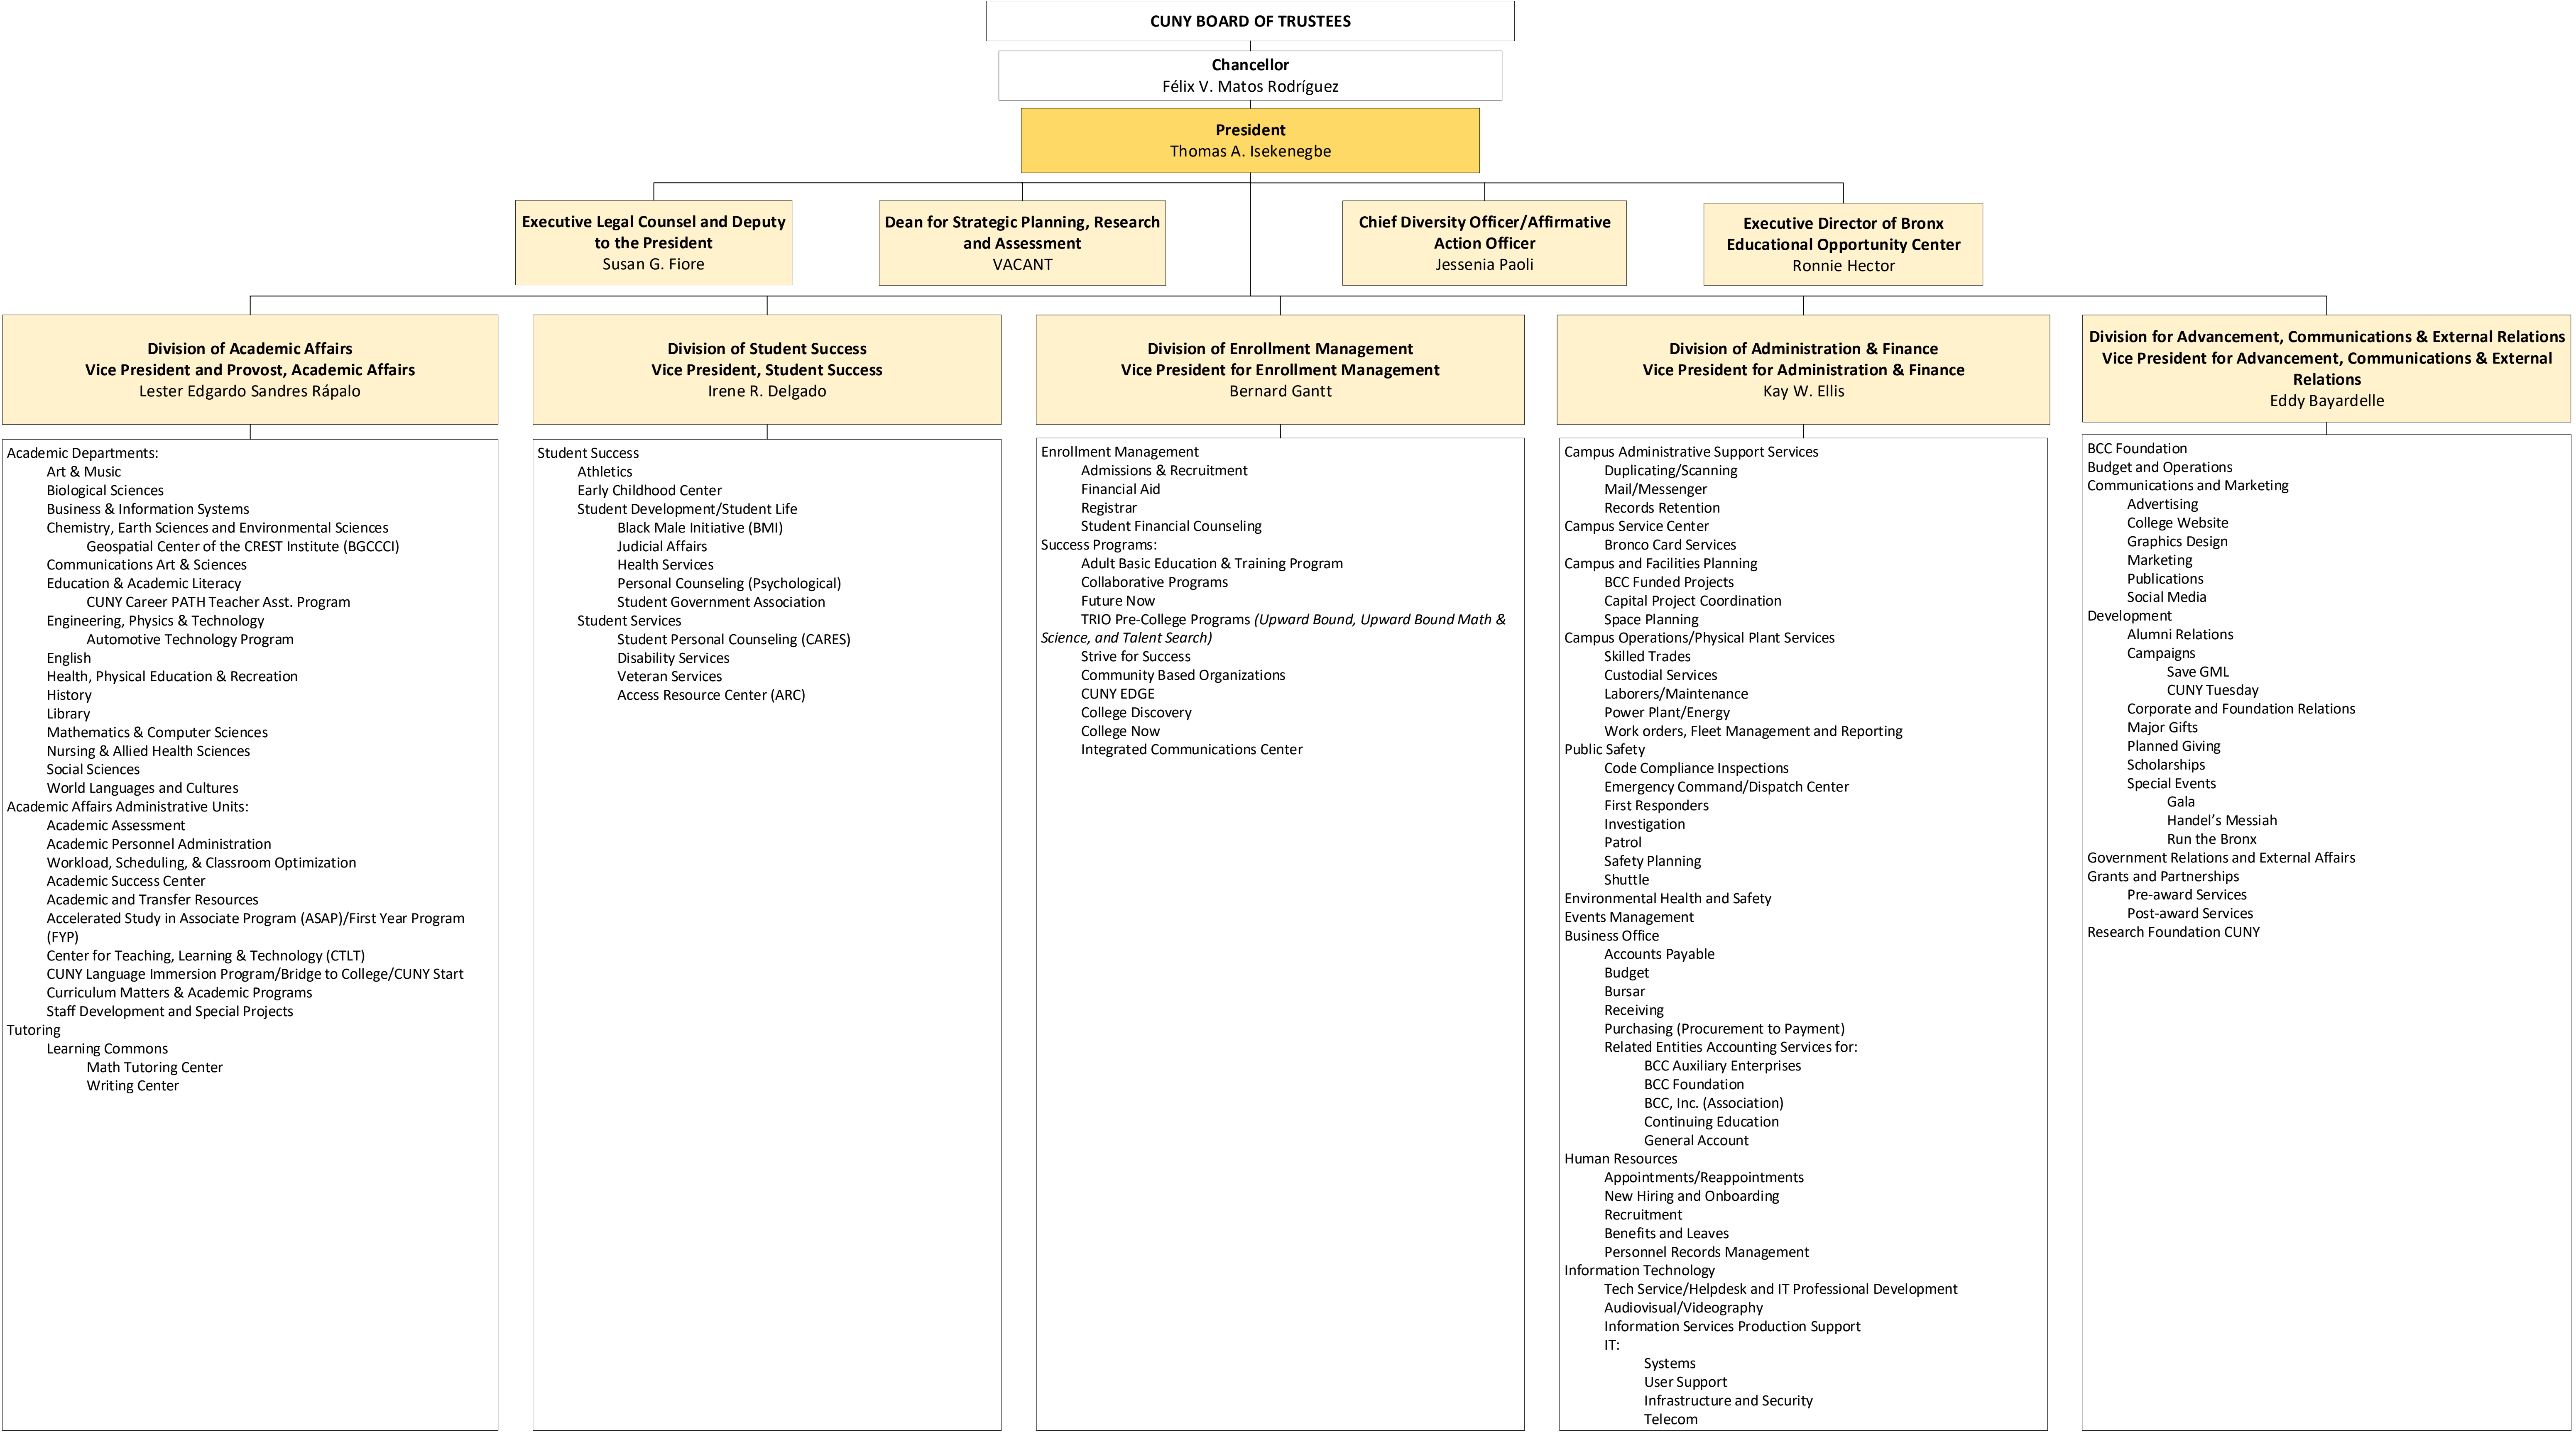 CUNY BOARD OF TRUSTEES
Chancellor
Félix V. Matos Rodríguez
President
Thomas A. Isekenegbe
Executive Legal Counsel and Deputy
to the President
Susan G. Fiore
Dean for Strategic Planning, Research
and Assessment
VACANT
Chief Diversity Officer/Affirmative
Action Officer
Jessenia Paoli
Executive Director of Bronx
Educational Opportunity Center
Ronnie Hector
Division of Academic Affairs
Vice President and Provost, Academic Affairs
Lester Edgardo Sandres Rápalo
Academic Departments:
Art & Music
Biological Sciences
Business & Information Systems
Chemistry, Earth Sciences and Environmental Sciences
Geospatial Center of the CREST Institute (BGCCCI)
Communications Art & Sciences
Education & Academic Literacy
CUNY Career PATH Teacher Asst. Program
Engineering, Physics & Technology
Automotive Technology Program
English
Health, Physical Education & Recreation
History
Library
Mathematics & Computer Sciences
Nursing & Allied Health Sciences
Social Sciences
World Languages and Cultures
Academic Affairs Administrative Units:
Academic Assessment
Academic Personnel Administration
Workload, Scheduling, & Classroom Optimization
Academic Success Center
Academic and Transfer Resources
Accelerated Study in Associate Program (ASAP)/First Year Program
(FYP)
Center for Teaching, Learning & Technology (CTLT)
CUNY Language Immersion Program/Bridge to College/CUNY Start
Curriculum Matters & Academic Programs
Staff Development and Special Projects
Tutoring
Learning Commons
Math Tutoring Center
Writing Center
Division of Student Success
Vice President, Student Success
Irene R. Delgado
Student Success
Athletics
Early Childhood Center
Student Development/Student Life
Black Male Initiative (BMI)
Judicial Affairs
Health Services
Personal Counseling (Psychological)
Student Government Association
Student Services
Student Personal Counseling (CARES)
Disability Services
Veteran Services
Access Resource Center (ARC)
Division of Enrollment Management
Vice President for Enrollment Management
Bernard Gantt
Enrollment Management
Admissions & Recruitment
Financial Aid
Registrar
Student Financial Counseling
Success Programs:
Adult Basic Education & Training Program
Collaborative Programs
Future Now
TRIO Pre-College Programs (Upward Bound, Upward Bound Math &
Science, and Talent Search)
Strive for Success
Community Based Organizations
CUNY EDGE
College Discovery
College Now
Integrated Communications Center
Division of Administration & Finance
Vice President for Administration & Finance
Kay W. Ellis
Campus Administrative Support Services
Duplicating/Scanning
Mail/Messenger
Records Retention
Campus Service Center
Bronco Card Services
Campus and Facilities Planning
BCC Funded Projects
Capital Project Coordination
Space Planning
Campus Operations/Physical Plant Services
Skilled Trades
Custodial Services
Laborers/Maintenance
Power Plant/Energy
Work orders, Fleet Management and Reporting
Public Safety
Code Compliance Inspections
Emergency Command/Dispatch Center
First Responders
Investigation
Patrol
Safety Planning
Shuttle
Environmental Health and Safety
Events Management
Business Office
Accounts Payable
Budget
Bursar
Receiving
Purchasing (Procurement to Payment)
Related Entities Accounting Services for:
BCC Auxiliary Enterprises
BCC Foundation
BCC, Inc. (Association)
Continuing Education
General Account
Human Resources
Appointments/Reappointments
New Hiring and Onboarding
Recruitment
Benefits and Leaves
Personnel Records Management
Information Technology
Tech Service/Helpdesk and IT Professional Development
Audiovisual/Videography
Information Services Production Support
IT:
Systems
User Support
Infrastructure and Security
Telecom
Division for Advancement, Communications & External Relations
Vice President for Advancement, Communications & External
Relations
Eddy Bayardelle
BCC Foundation
Budget and Operations
Communications and Marketing
Advertising
College Website
Graphics Design
Marketing
Publications
Social Media
Development
Alumni Relations
Campaigns
Save GML
CUNY Tuesday
Corporate and Foundation Relations
Major Gifts
Planned Giving
Scholarships
Special Events
Gala
Handel’s Messiah
Run the Bronx
Government Relations and External Affairs
Grants and Partnerships
Pre-award Services
Post-award Services
Research Foundation CUNY